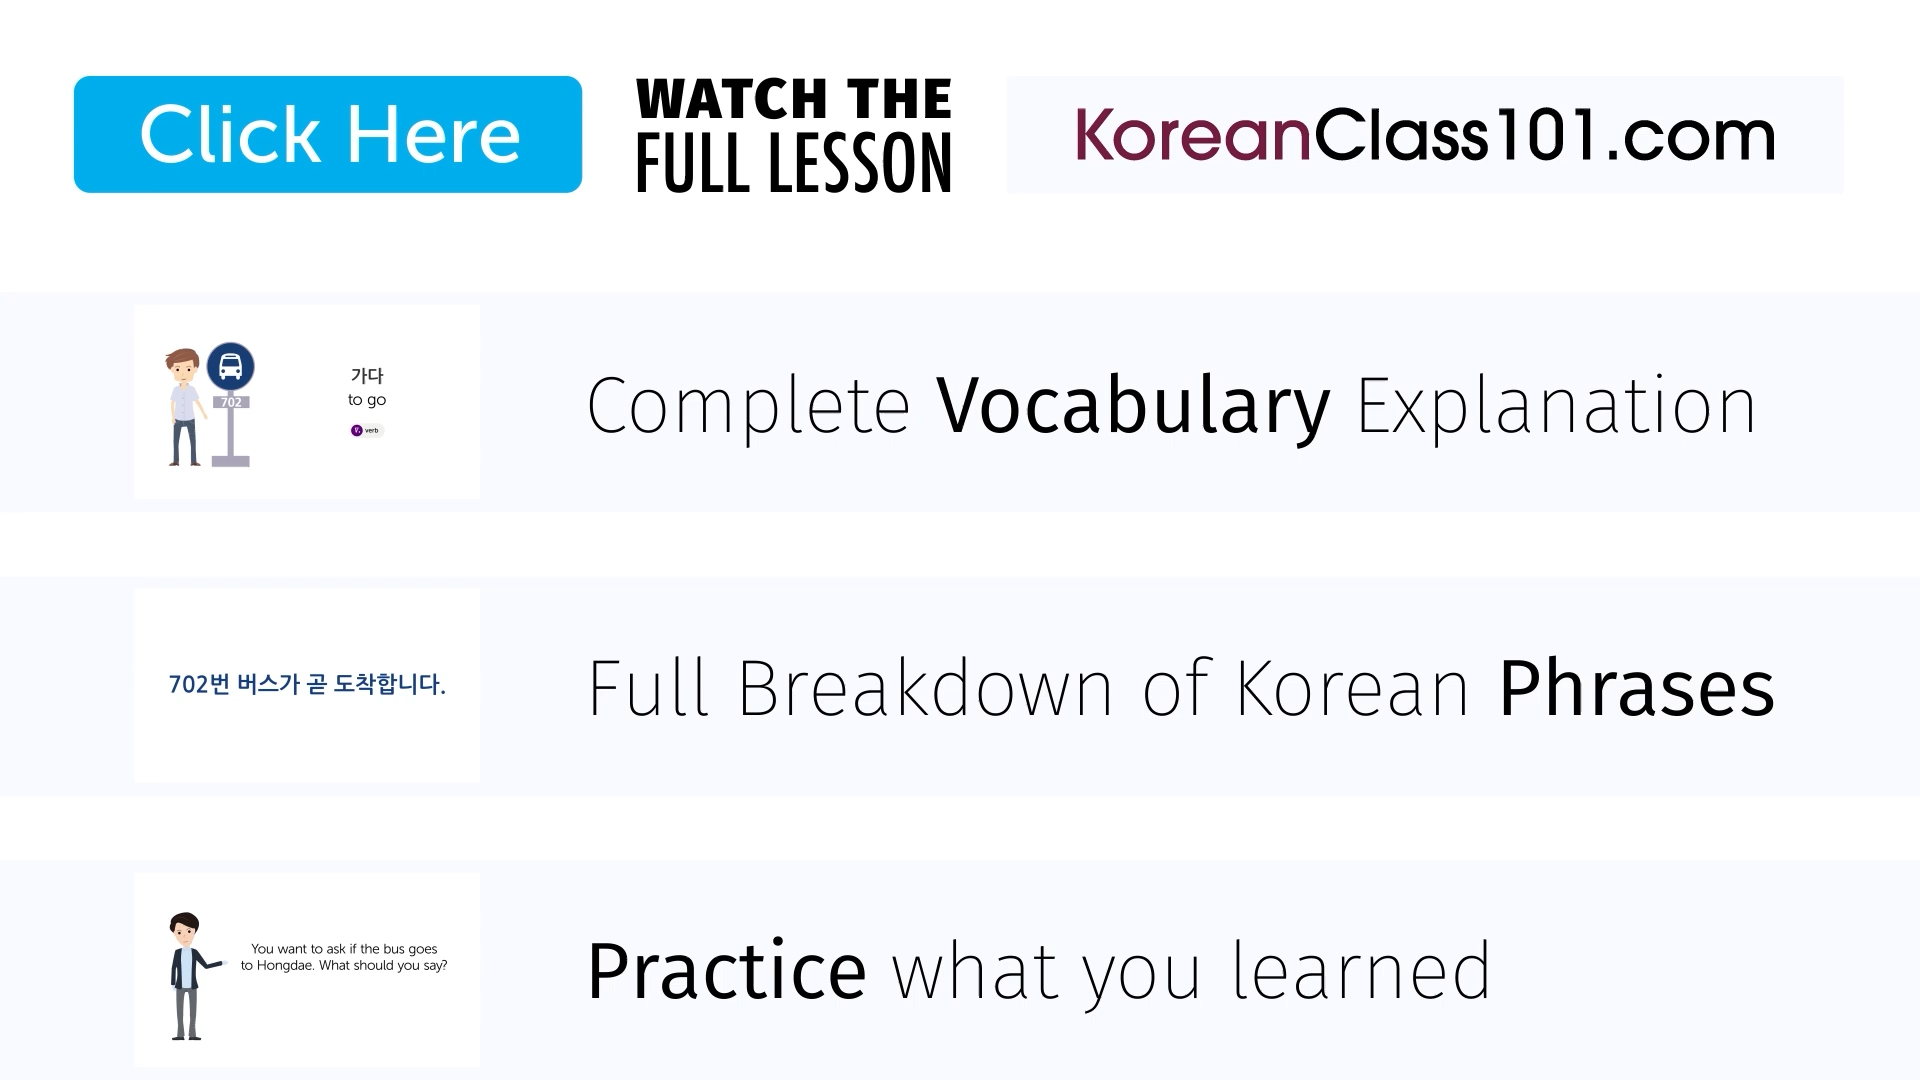 Click Here
WATCH THE
FULL LESSON
KoreanClass101.com
702
가다
to go
V. verb
Complete Vocabulary Explanation
702번 버스가 곧 도착합니다.
Full Breakdown of Korean Phrases
You want to ask if the bus goes
to Hongdae. What should you say?
Practice what you learned